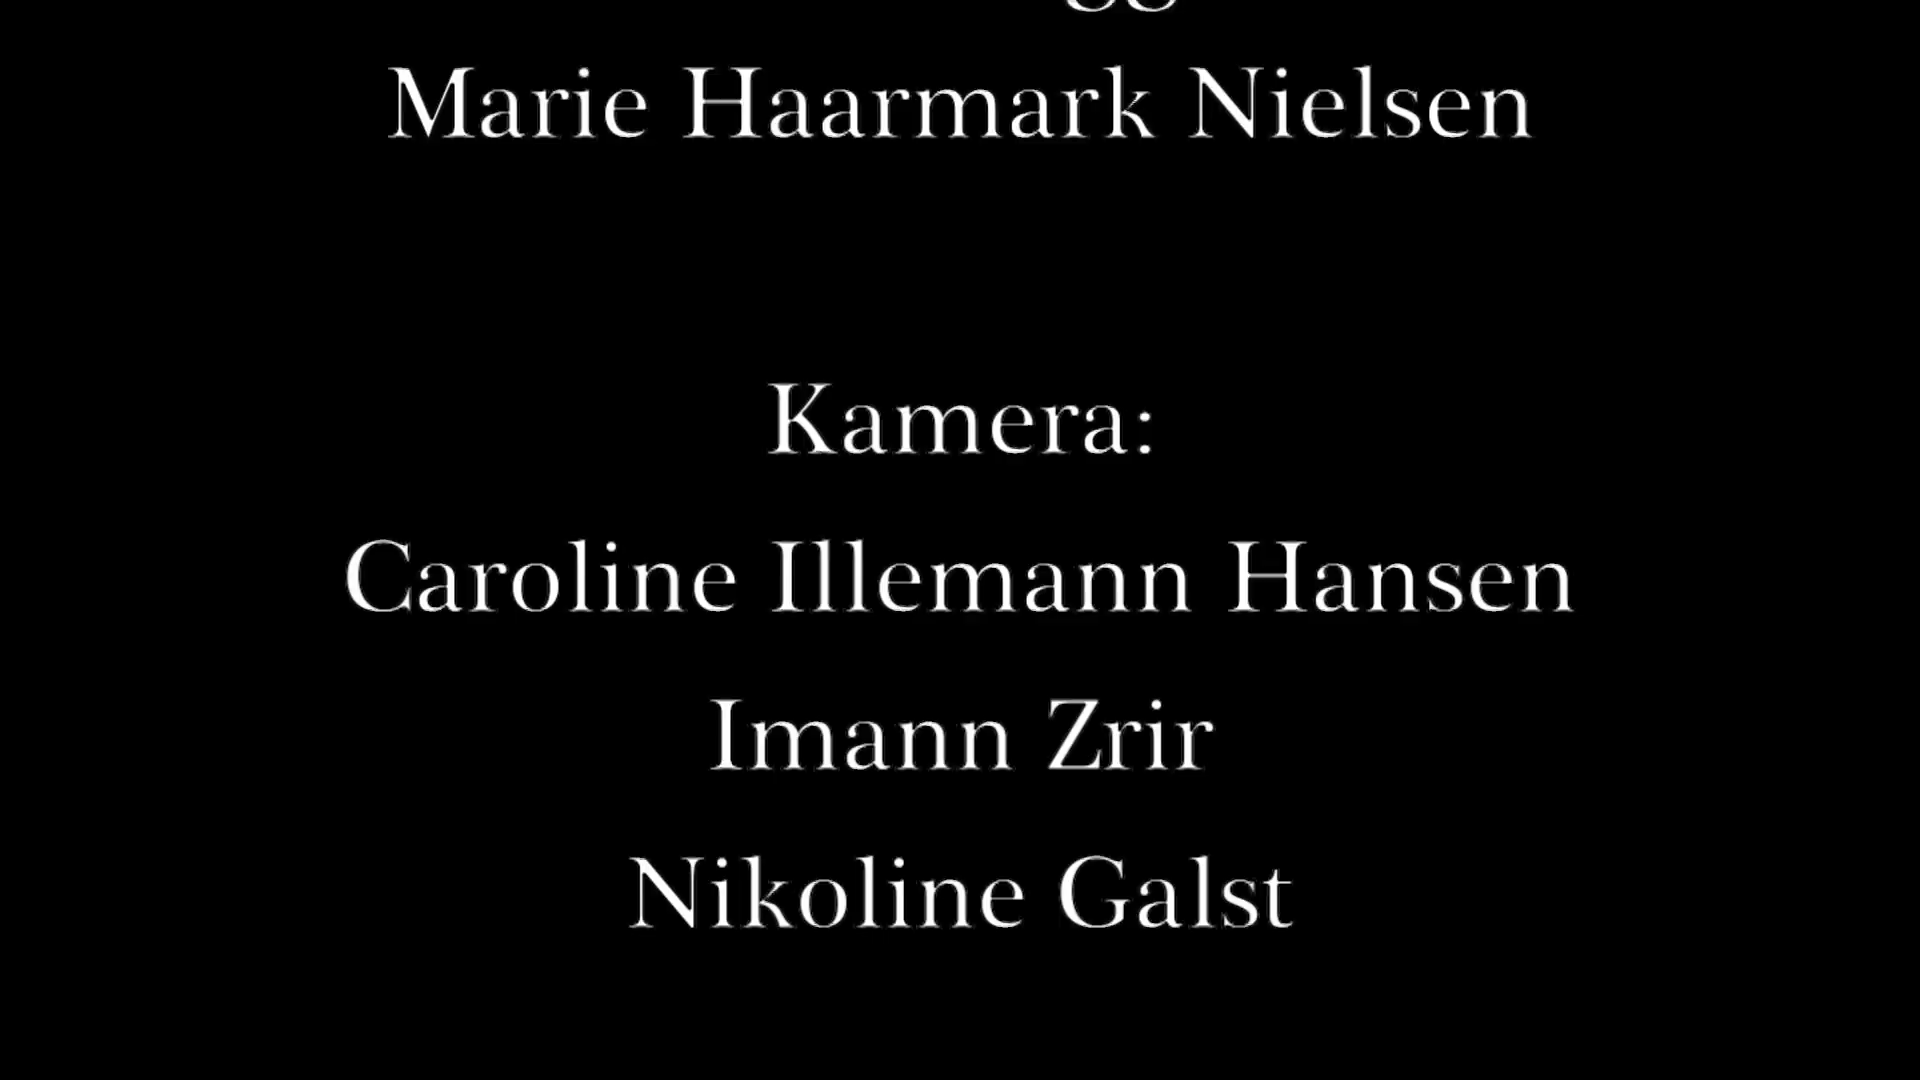 Marie Haarmark Nielsen
Kamera:
Caroline Illemann Hansen
Imann Zrir
Nikoline Galst